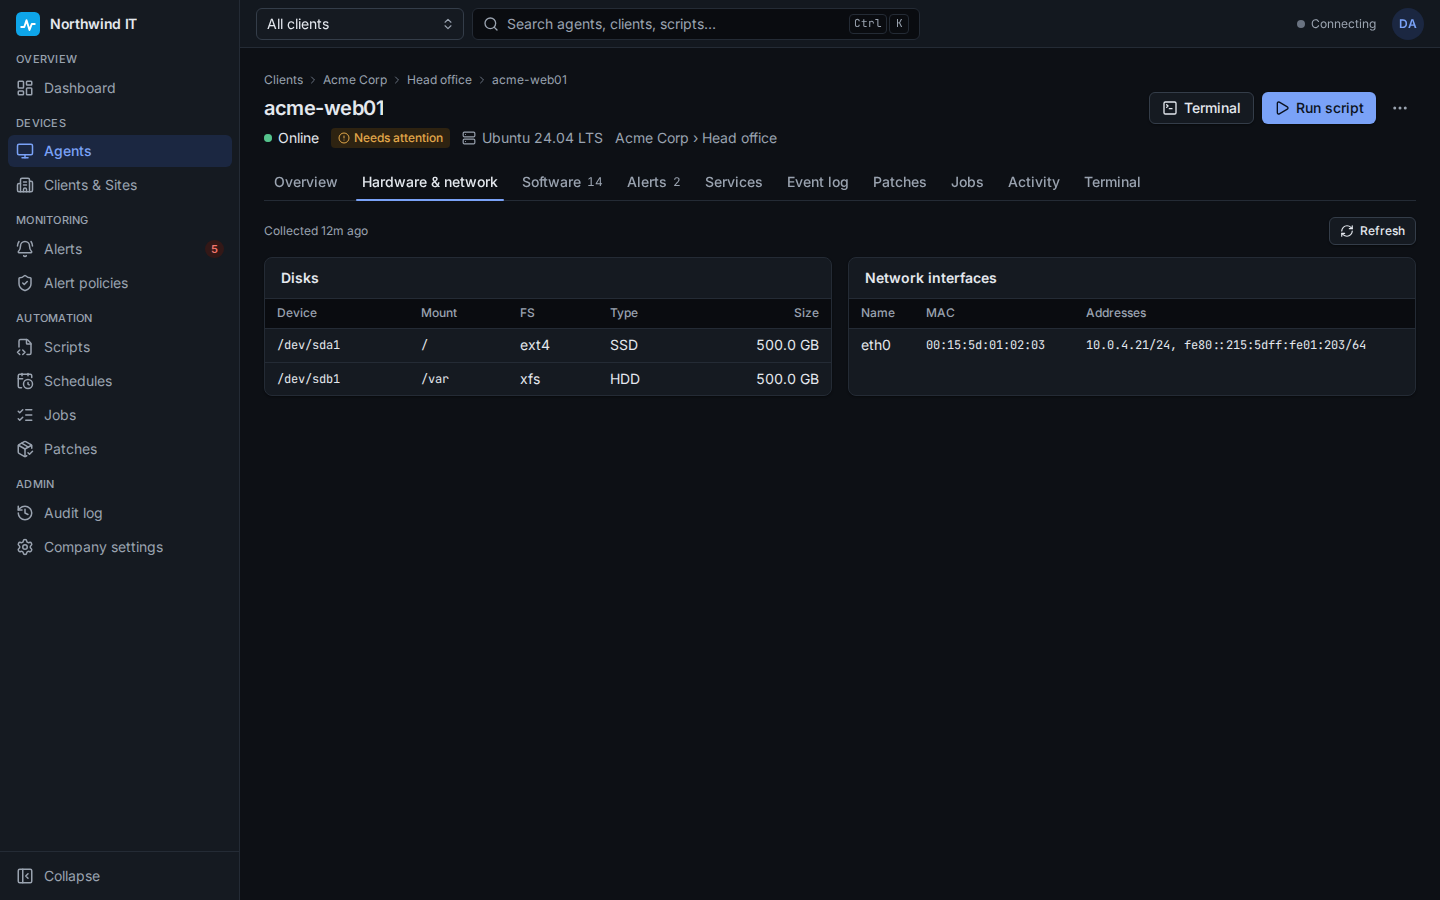 Northwind IT
All clients
Search agents, clients, scripts...
Ctrl K
Connecting
DA
OVERVIEW
Dashboard
DEVICES
Agents
Clients & Sites
MONITORING
Alerts 5
Alert policies
AUTOMATION
Scripts
Schedules
Jobs
Patches
ADMIN
Audit log
Company settings
Collapse
Clients > Acme Corp > Head office > acme-web01
acme-web01
Terminal
Run script
Online Needs attention Ubuntu 24.04 LTS Acme Corp › Head office
Overview Hardware & network Software 14 Alerts 2 Services Event log Patches Jobs Activity Terminal
Collected 12m ago
Refresh
Disks
Device Mount FS Type Size
/dev/sda1 / ext4 SSD 500.0 GB
/dev/sdb1 /var xfs HDD 500.0 GB
Network interfaces
Name MAC Addresses
eth0 00:15:5d:01:02:03 10.0.4.21/24, fe80::215:5dff:fe01:203/64